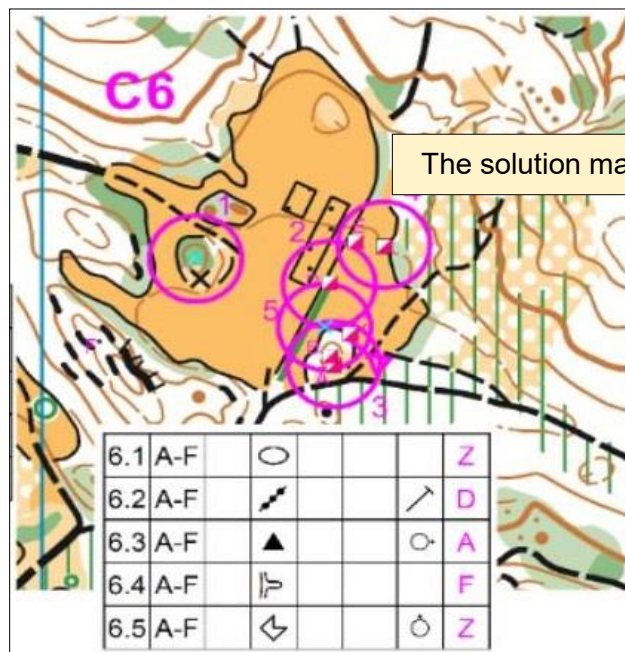 C6
The solution ma
1
2
5
3
6.1 A-F Z
6.2 A-F D
6.3 A-F A
6.4 A-F F
6.5 A-F Z